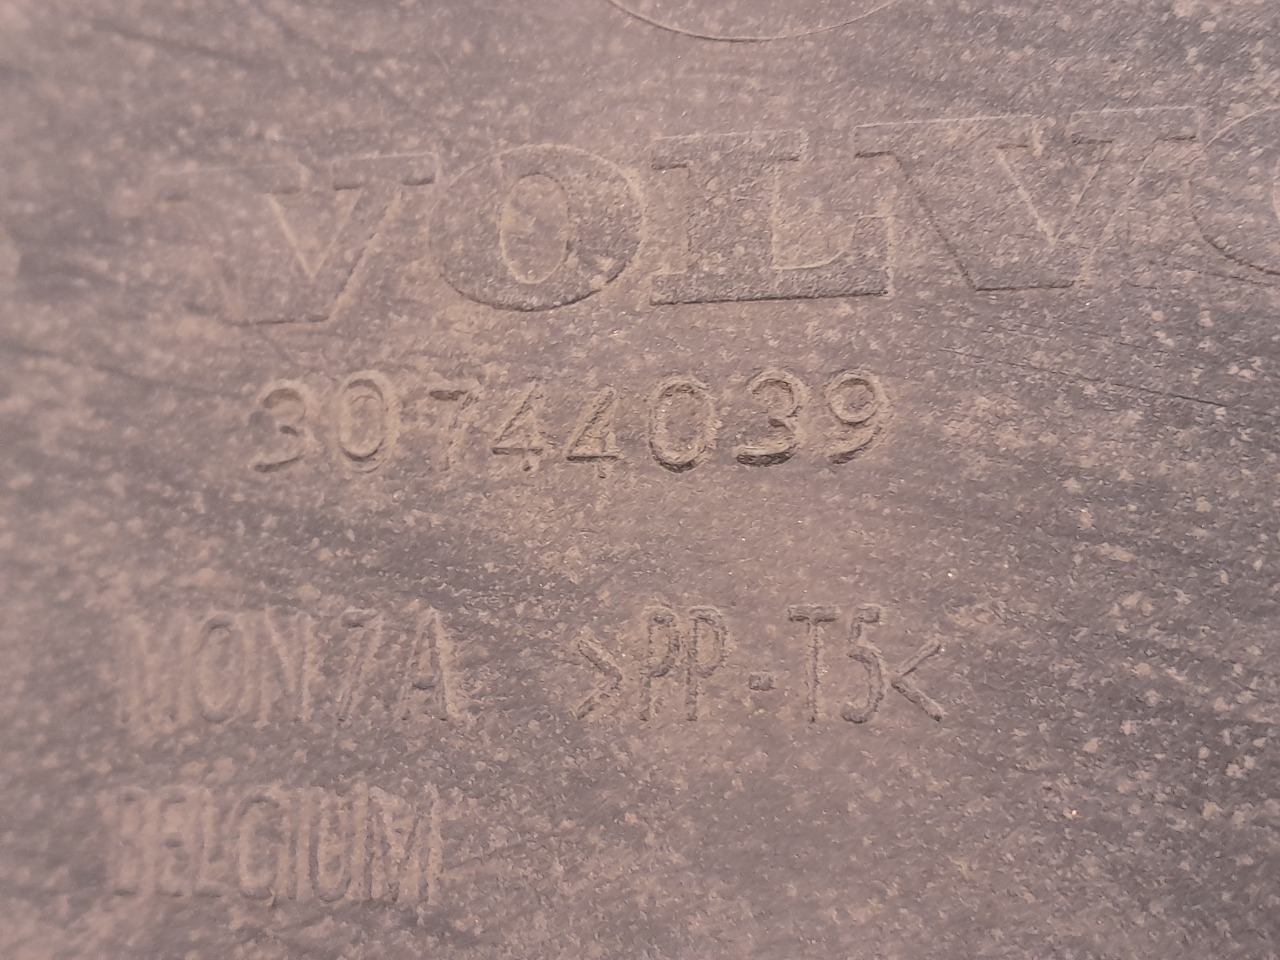 VOLVO
30744039
MONZA >PP-T5<
BELGIUM